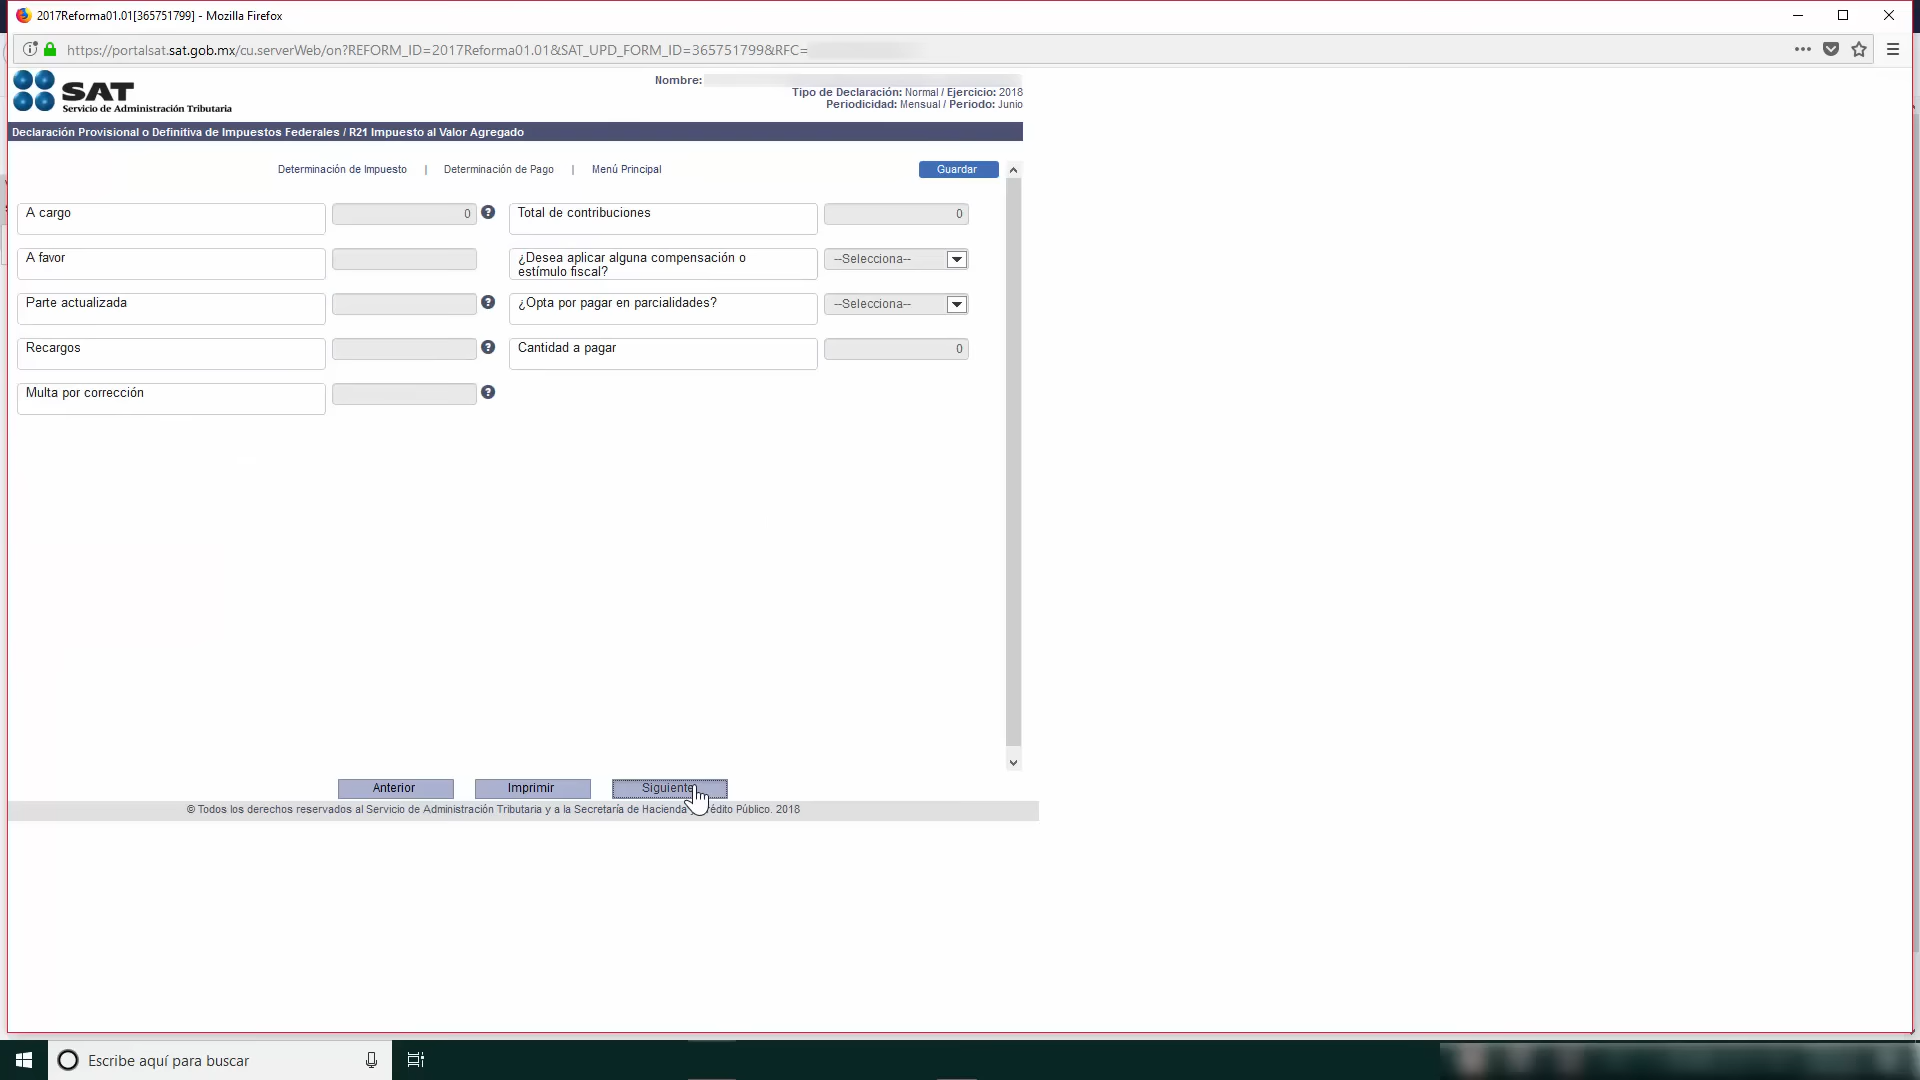 2017Reforma01.01[365751799] - Mozilla Firefox
https://portalsat.sat.gob.mx/cu.serverWeb/on?REFORM_ID=2017Reforma01.01&SAT_UPD_FORM_ID=365751799&RFC=
SAT
Servicio de Administración Tributaria
Nombre:
Tipo de Declaración: Normal / Ejercicio: 2018
Periodicidad: Mensual / Periodo: Junio
Declaración Provisional o Definitiva de Impuestos Federales / R21 Impuesto al Valor Agregado
Determinación de Impuesto | Determinación de Pago | Menú Principal
Guardar
A cargo 0 ? Total de contribuciones 0
A favor ¿Desea aplicar alguna compensación o estímulo fiscal? --Selecciona--
Parte actualizada ? ¿Opta por pagar en parcialidades? --Selecciona--
Recargos ? Cantidad a pagar 0
Multa por corrección ?
Anterior Imprimir Siguiente
© Todos los derechos reservados al Servicio de Administración Tributaria y a la Secretaría de Hacienda y Crédito Público. 2018
Escribe aquí para buscar